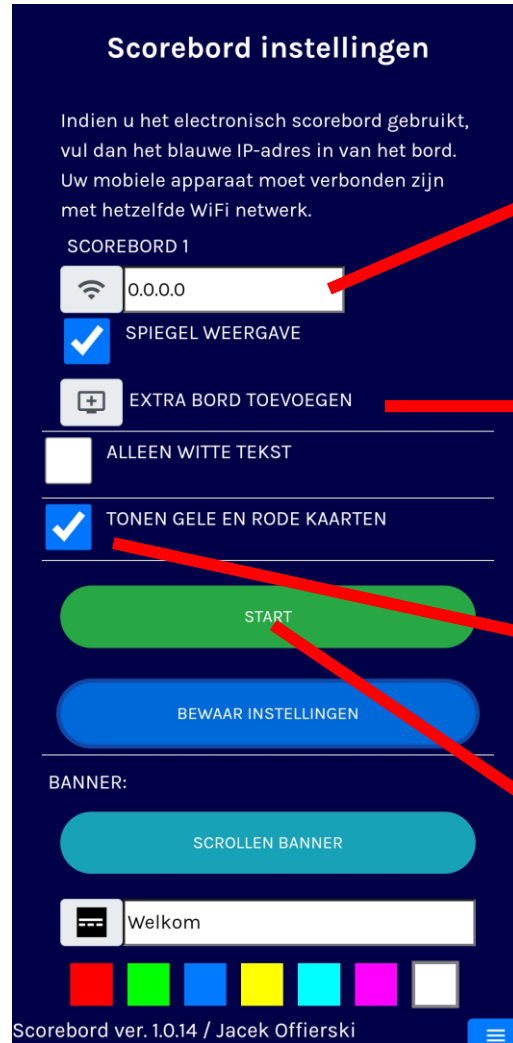 Scorebord instellingen
Indien u het electronisch scorebord gebruikt,
vul dan het blauwe IP-adres in van het bord.
Uw mobiele apparaat moet verbonden zijn
met hetzelfde WiFi netwerk.
SCOREBORD 1
0.0.0.0
SPIEGEL WEERGAVE
EXTRA BORD TOEVOEGEN
ALLEEN WITTE TEKST
TONEN GELE EN RODE KAARTEN
START
BEWAAR INSTELLINGEN
BANNER:
SCROLLEN BANNER
Welkom
Scorebord ver. 1.0.14 / Jacek Offierski